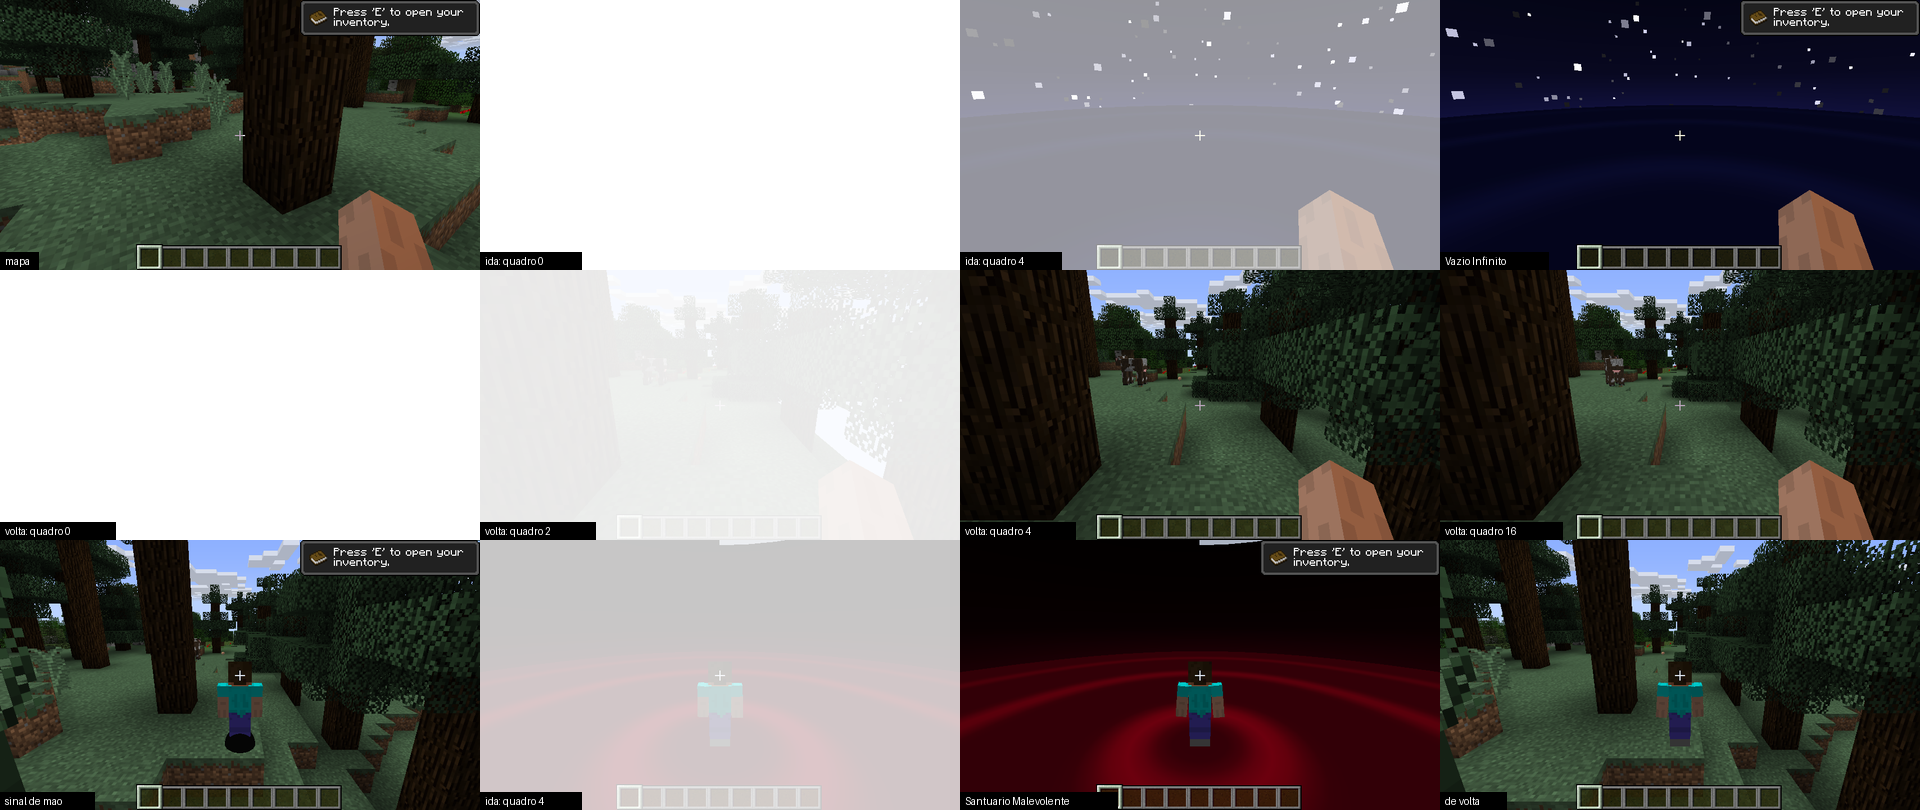 Press 'E' to open your
inventory.
Press 'E' to open your
inventory.
mapa
ida: quadro 0
ida: quadro 4
Vazio Infinito
volta: quadro 0
volta: quadro 2
volta: quadro 4
volta: quadro 16
Press 'E' to open your
inventory.
Press 'E' to open your
inventory.
sinal de mao
ida: quadro 4
Santuario Malevolente
de volta